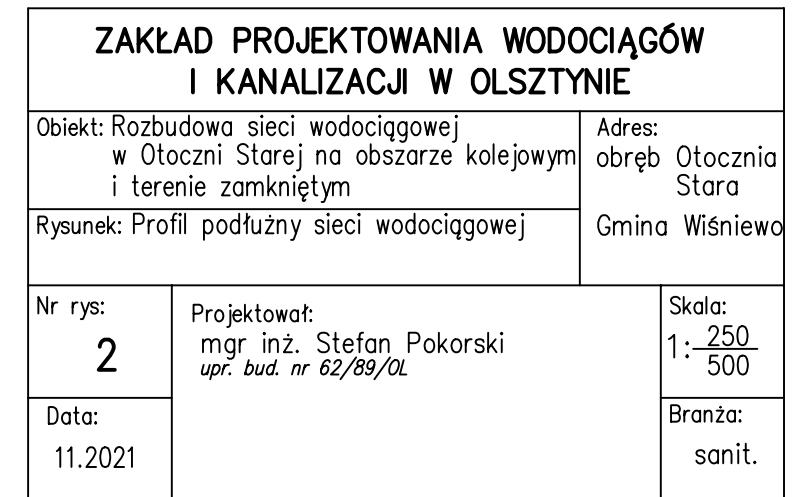 ZAKŁAD PROJEKTOWANIA WODOCIĄGÓW
I KANALIZACJI W OLSZTYNIE
Obiekt: Rozbudowa sieci wodociągowej
w Otoczni Starej na obszarze kolejowym
i terenie zamkniętym
Adres:
obręb Otocznia
Stara
Gmina Wiśniewo
Rysunek: Profil podłużny sieci wodociągowej
Nr rys:
2
Projektował:
mgr inż. Stefan Pokorski
upr. bud. nr 62/89/OL
Skala:
1: 250
500
Data:
11.2021
Branża:
sanit.